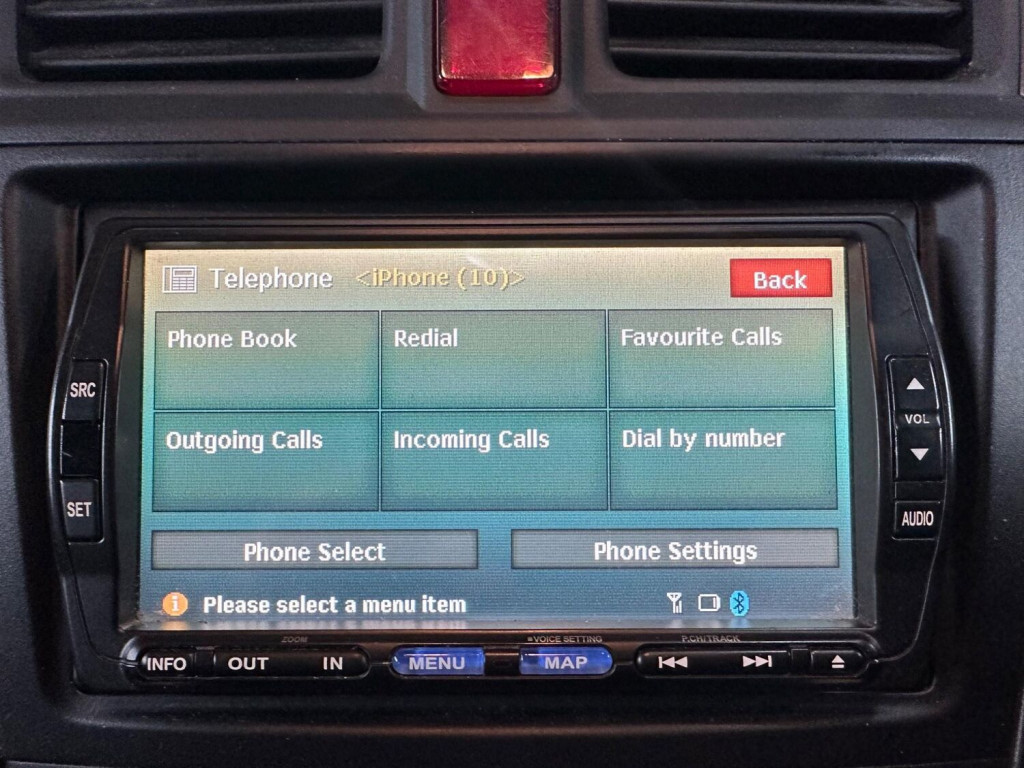 Telephone <iPhone (10)> Back
Phone Book Redial Favourite Calls
Outgoing Calls Incoming Calls Dial by number
Phone Select Phone Settings
Please select a menu item
SRC
SET
VOL
AUDIO
ZOOM VOICE SETTING P.CH/TRACK
INFO OUT IN MENU MAP